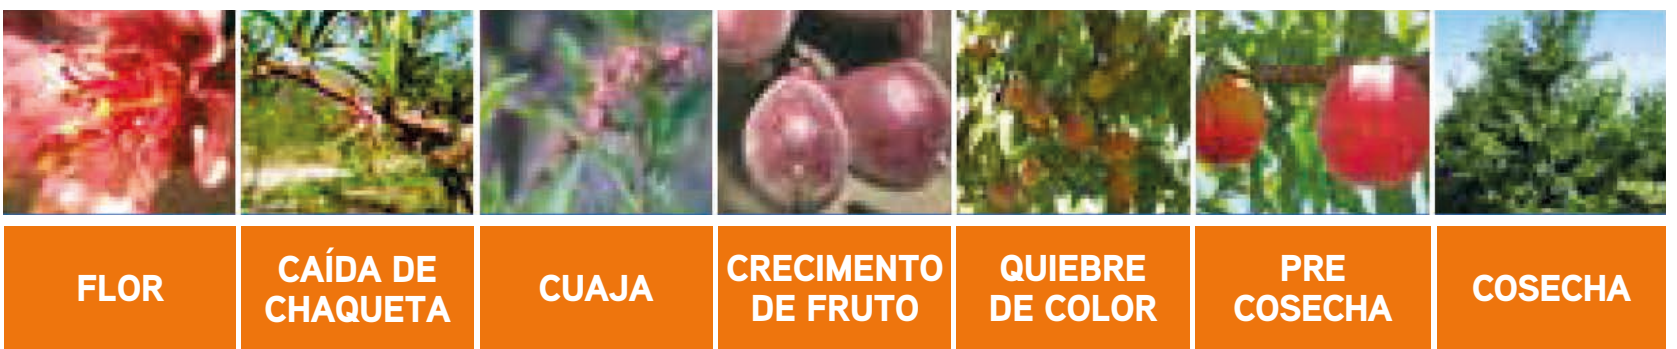 FLOR
CAÍDA DE
CHAQUETA
CUAJA
CRECIMENTO
DE FRUTO
QUIEBRE
DE COLOR
PRE
COSECHA
COSECHA